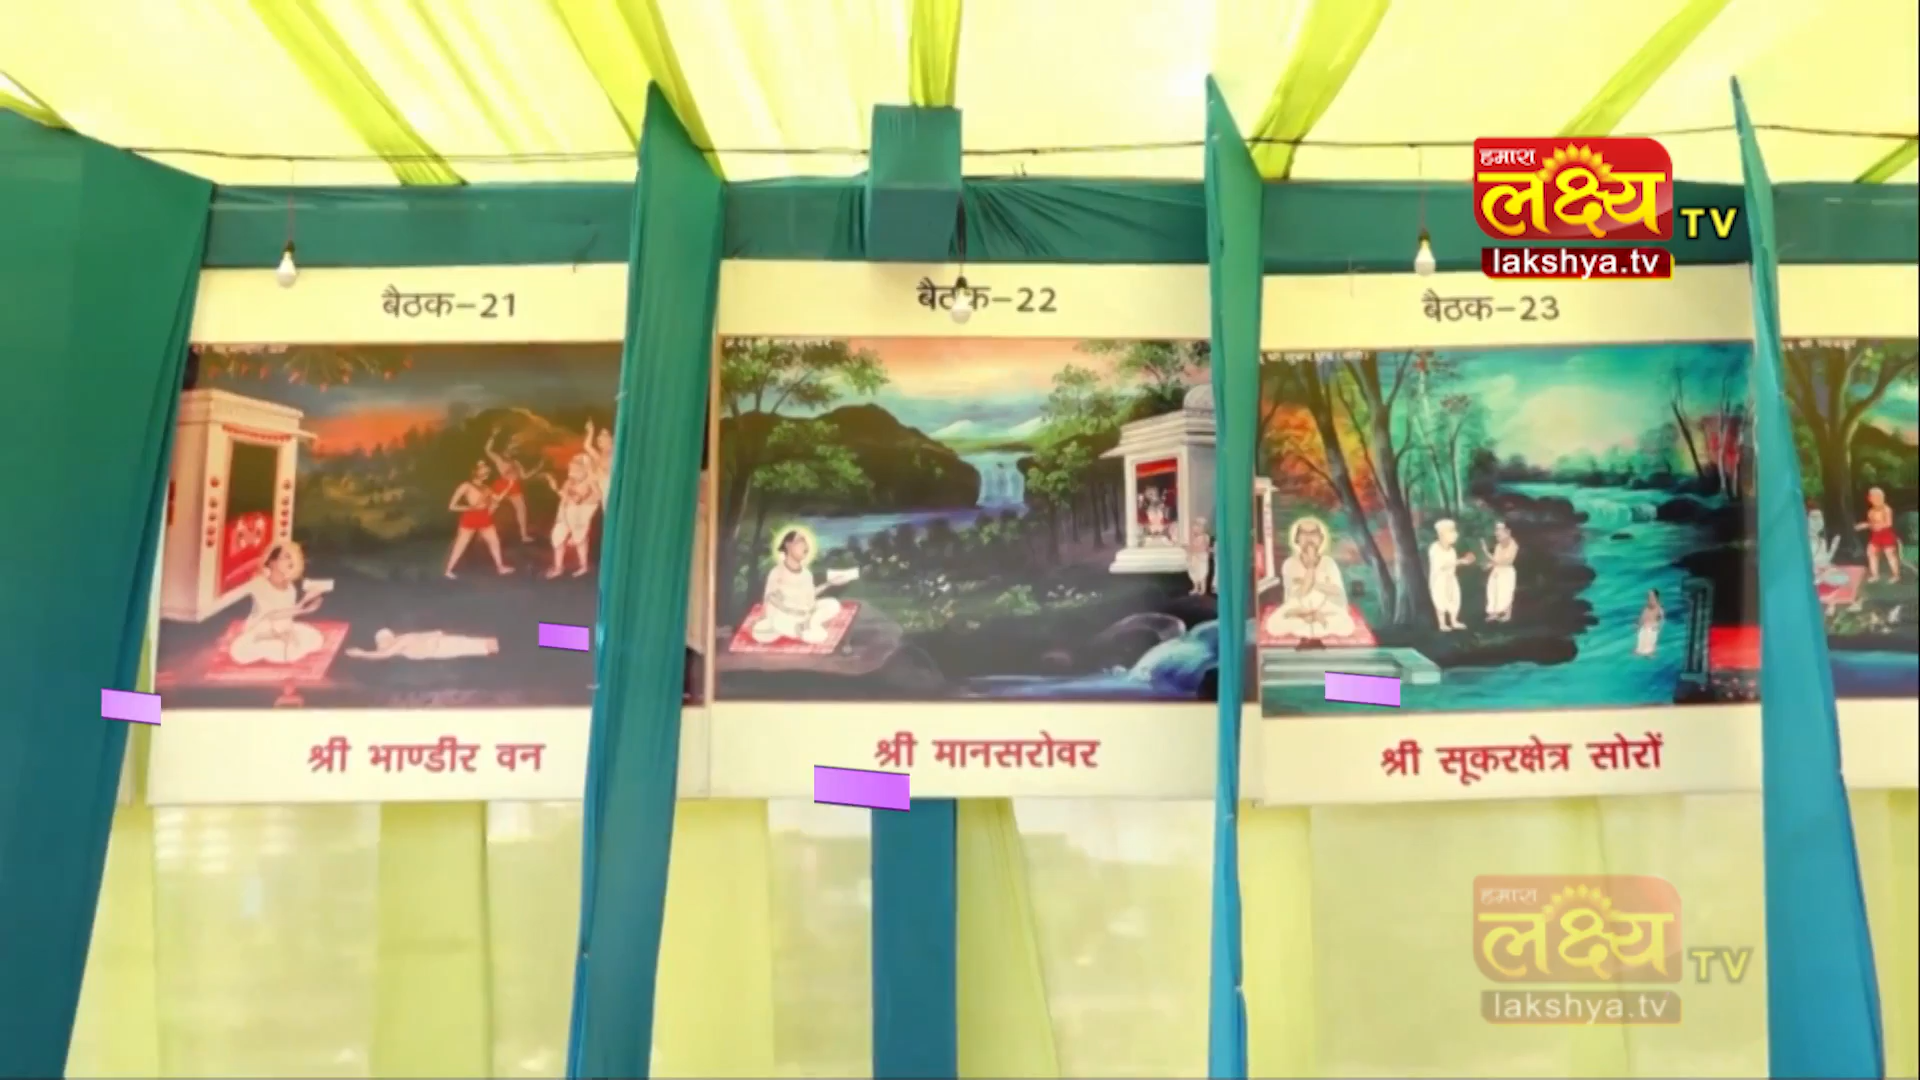 हमारा
लक्ष्य TV
lakshya.tv
बैठक-21
बैठक-22
बैठक-23
श्री भाण्डीर वन
श्री मानसरोवर
श्री सूकरक्षेत्र सोरों
हमारा
लक्ष्य TV
lakshya.tv